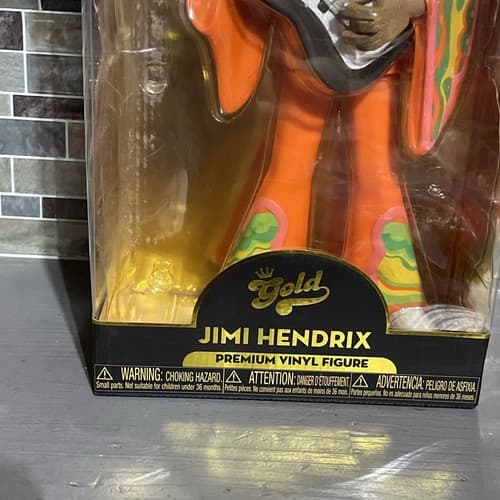 Gold
JIMI HENDRIX
PREMIUM VINYL FIGURE
WARNING: CHOKING HAZARD.
Small parts. Not suitable for children under 36 months.
ATTENTION: DANGER D'ÉTOUFFEMENT.
Petites pièces. Ne convient pas aux enfants de moins de 36 mois.
ADVERTENCIA: PELIGRO DE ASFIXIA.
Partes pequeñas. No es adecuado para niños menores de 36 meses.